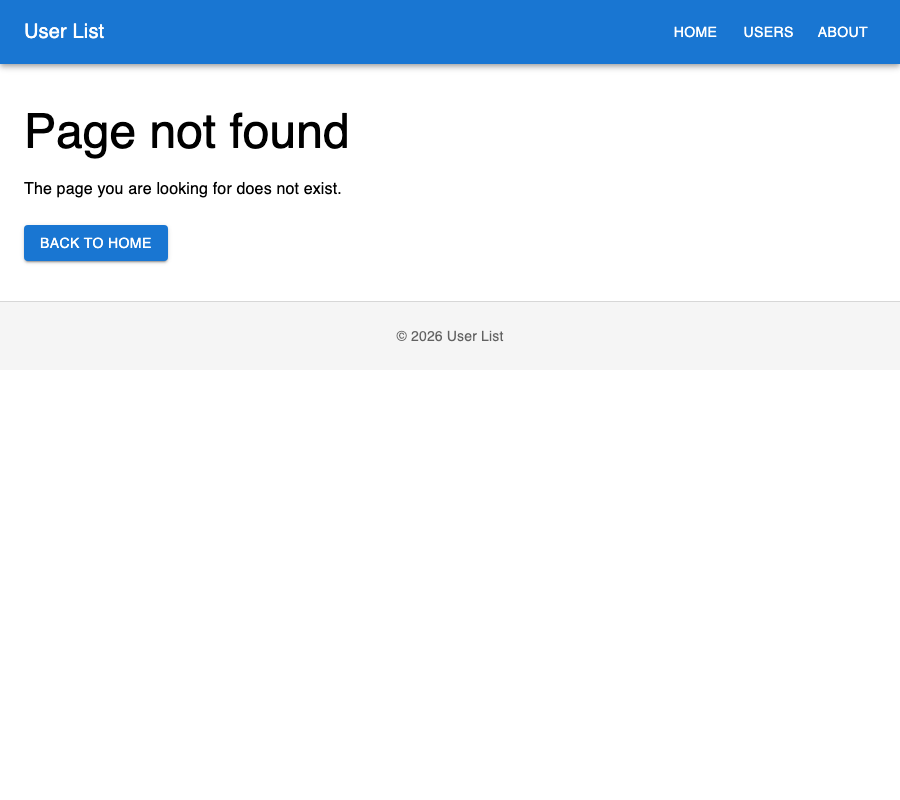 User List
HOME USERS ABOUT
Page not found
The page you are looking for does not exist.
BACK TO HOME
© 2026 User List